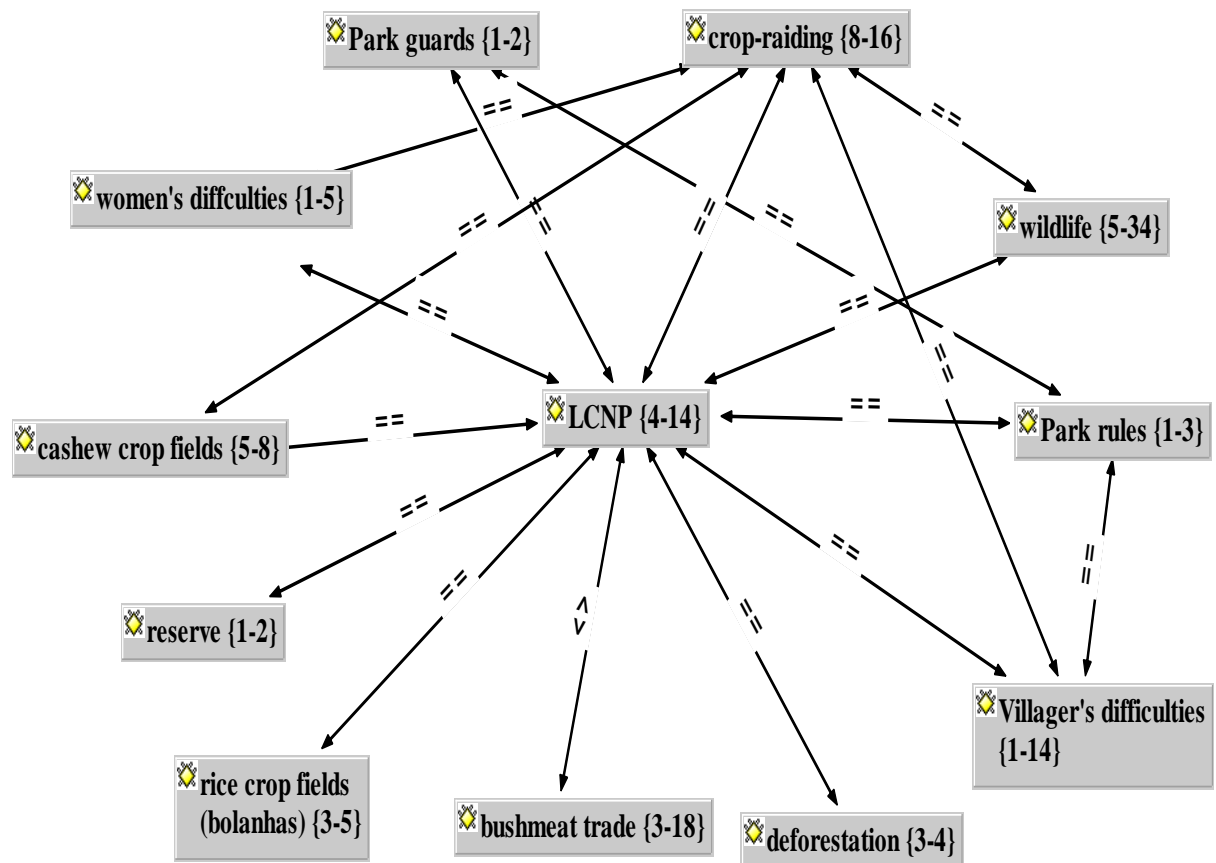 Park guards {1-2}
crop-raiding {8-16}
==
==
women's diffculties {1-5}
wildlife {5-34}
==
==
==
==
==
==
==
LCNP {4-14}
==
Park rules {1-3}
==
cashew crop fields {5-8}
==
==
==
==
<>
==
reserve {1-2}
Villager's difficulties
{1-14}
rice crop fields
(bolanhas) {3-5}
bushmeat trade {3-18}
deforestation {3-4}